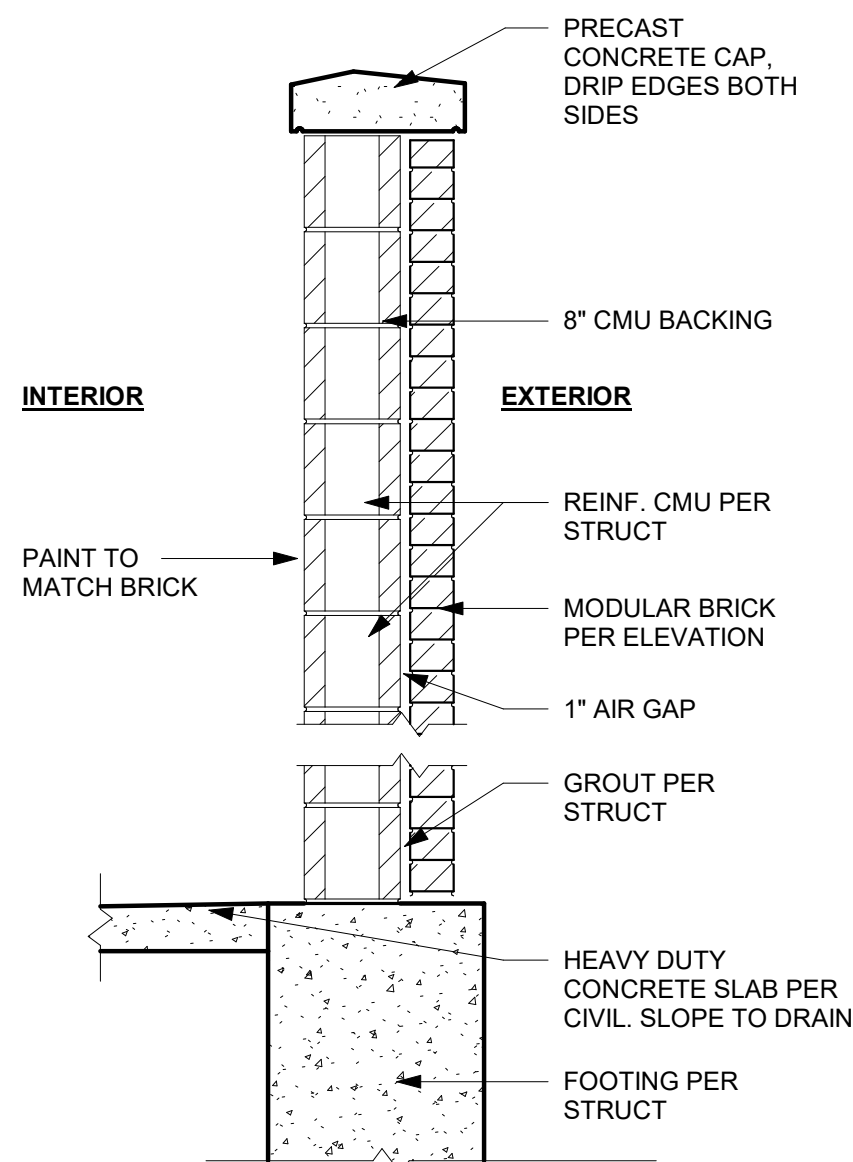 PRECAST
CONCRETE CAP,
DRIP EDGES BOTH
SIDES
8" CMU BACKING
INTERIOR
EXTERIOR
REINF. CMU PER
STRUCT
PAINT TO
MATCH BRICK
MODULAR BRICK
PER ELEVATION
1" AIR GAP
GROUT PER
STRUCT
HEAVY DUTY
CONCRETE SLAB PER
CIVIL. SLOPE TO DRAIN
FOOTING PER
STRUCT